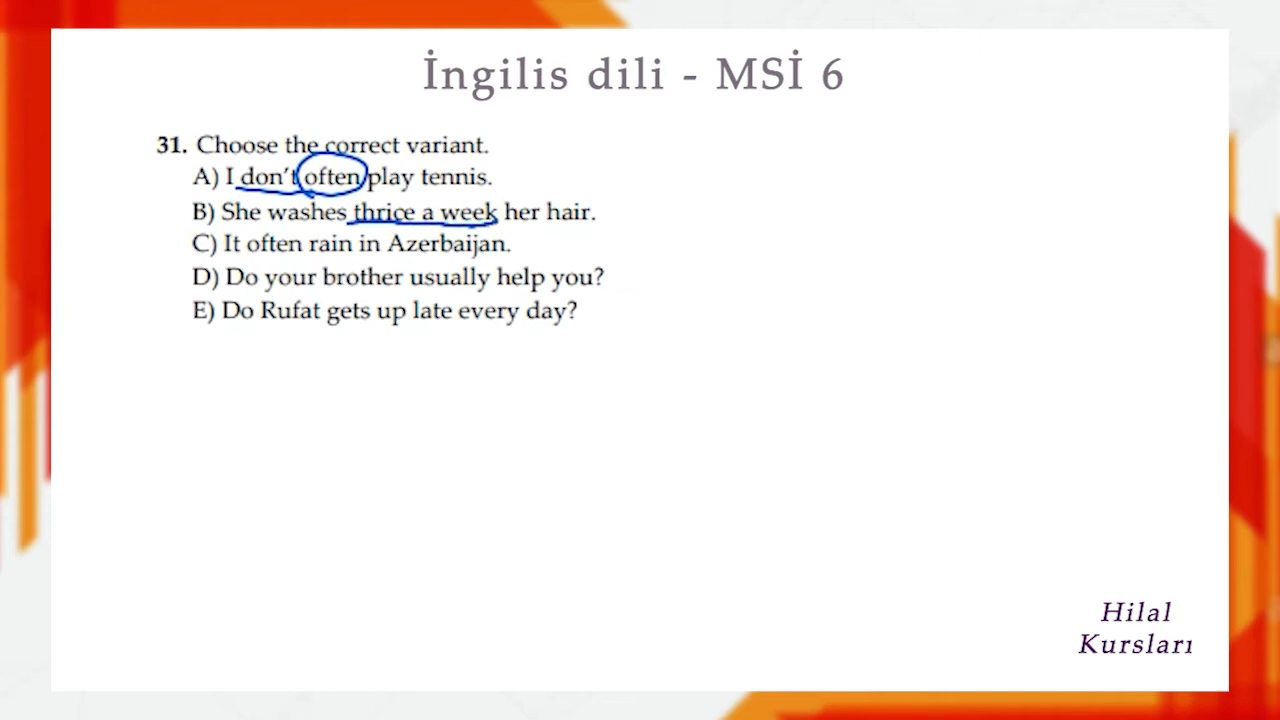 İngilis dili - MSİ 6
31. Choose the correct variant.
A) I don't often play tennis.
B) She washes thrice a week her hair.
C) It often rain in Azerbaijan.
D) Do your brother usually help you?
E) Do Rufat gets up late every day?
Hilal
Kursları